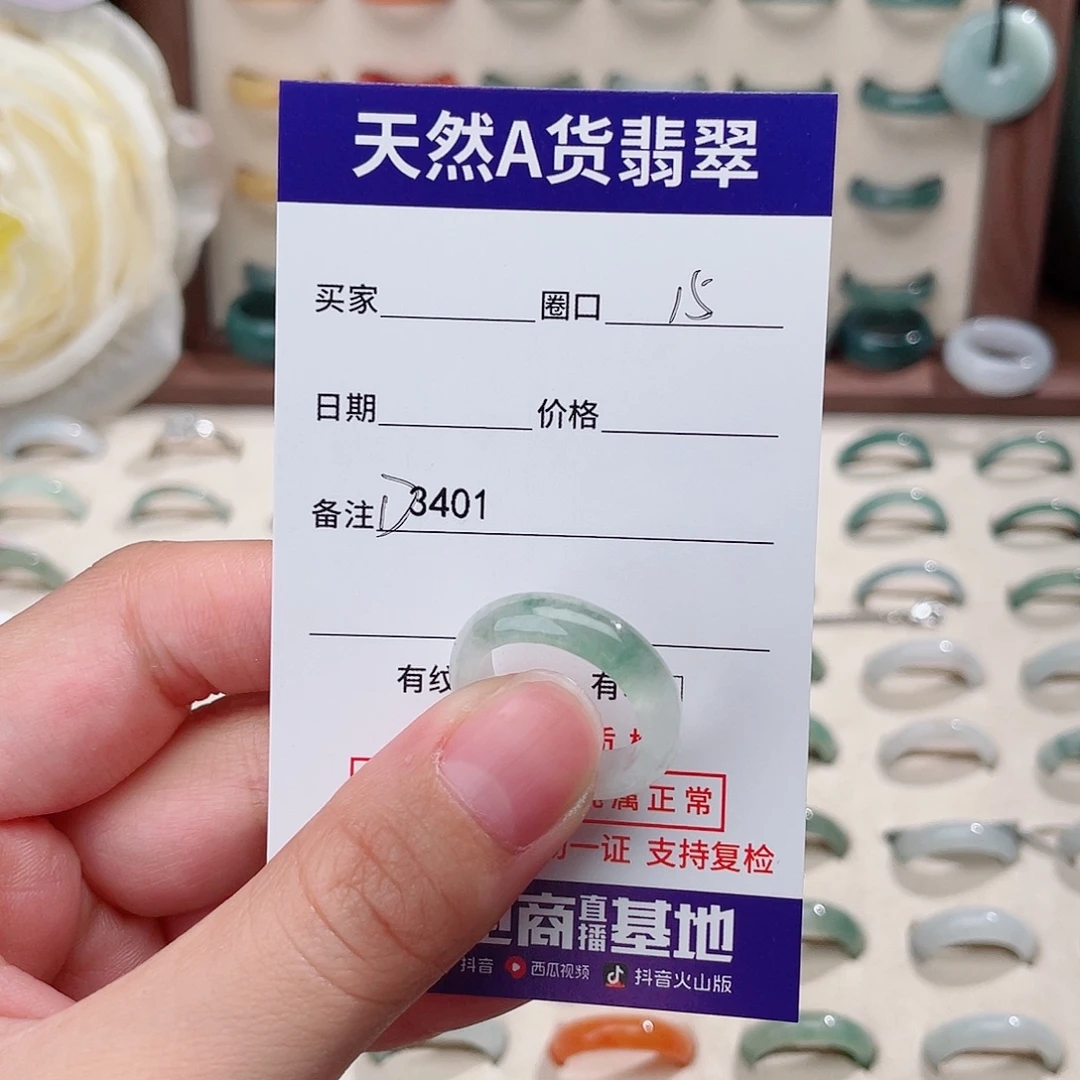 天然A货翡翠
买家 圈口 15
日期 价格
备注 D3401
有纹 有
属正常
一证 支持复检
电商直播基地
抖音 西瓜视频 抖音火山版